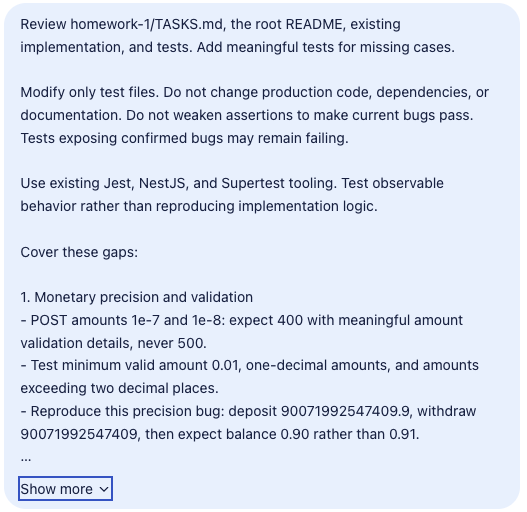 Review homework-1/TASKS.md, the root README, existing
implementation, and tests. Add meaningful tests for missing cases.
Modify only test files. Do not change production code, dependencies, or
documentation. Do not weaken assertions to make current bugs pass.
Tests exposing confirmed bugs may remain failing.
Use existing Jest, NestJS, and Supertest tooling. Test observable
behavior rather than reproducing implementation logic.
Cover these gaps:
1. Monetary precision and validation
- POST amounts 1e-7 and 1e-8: expect 400 with meaningful amount
validation details, never 500.
- Test minimum valid amount 0.01, one-decimal amounts, and amounts
exceeding two decimal places.
- Reproduce this precision bug: deposit 90071992547409.9, withdraw
90071992547409, then expect balance 0.90 rather than 0.91.
...
Show more